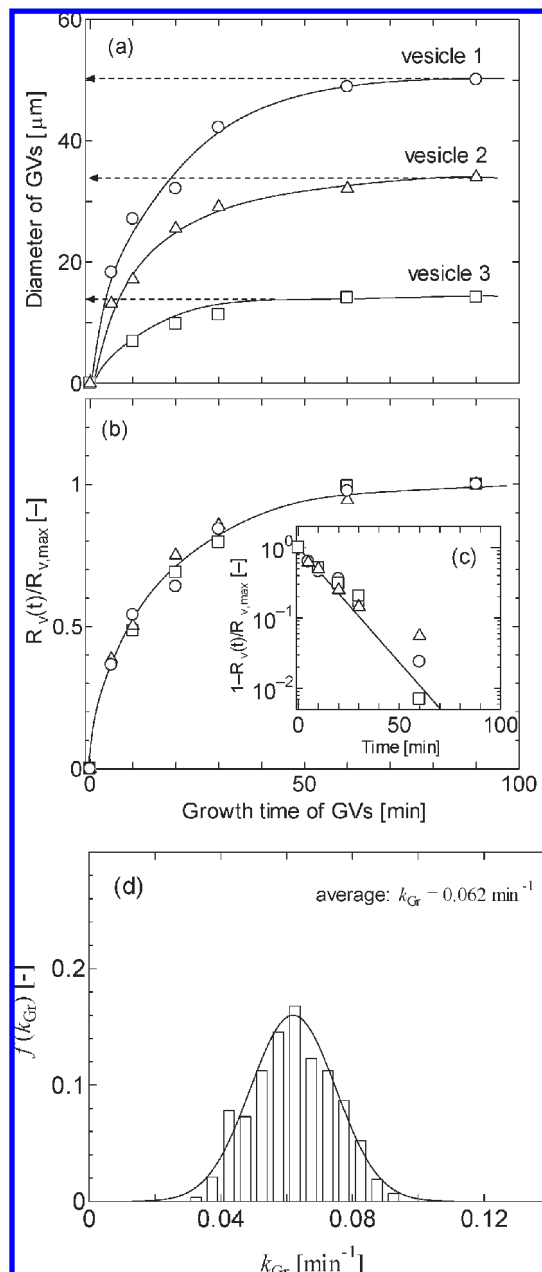 60
(a)
vesicle 1
40
vesicle 2
20
vesicle 3
0
Diameter of GVs [μm]
(b)
1
0.5
0
R_v(t)/R_v,max [–]
(c)
10^0
10^-1
10^-2
1–R_v(t)/R_v,max [–]
0 50 100
Time [min]
0 50 100
Growth time of GVs [min]
(d)
average: k_Gr = 0.062 min^-1
0.2
0.1
0
f(k_Gr) [-]
0 0.04 0.08 0.12
k_Gr [min^-1]